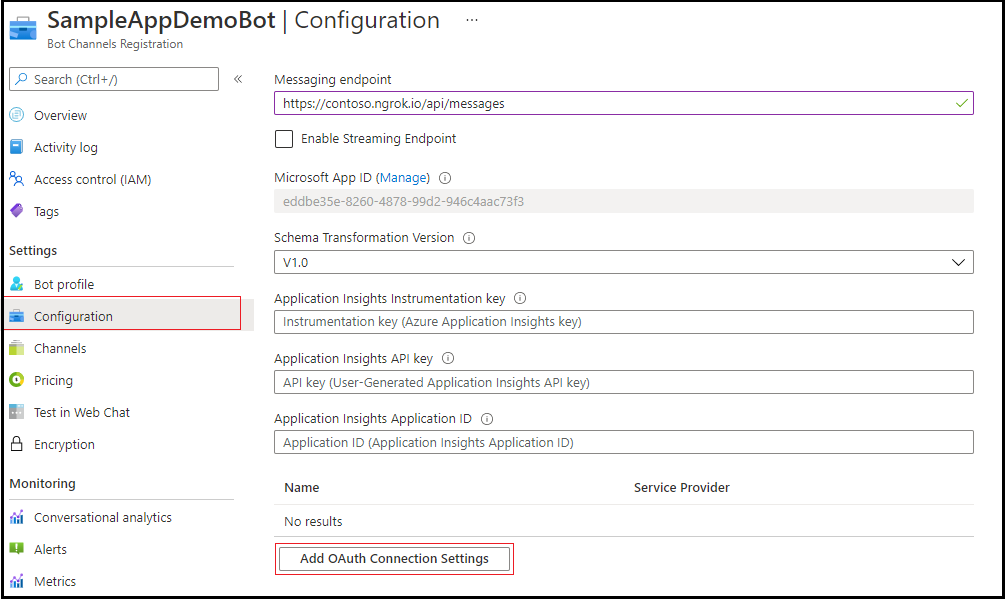 SampleAppDemoBot | Configuration ...
Bot Channels Registration
Search (Ctrl+/)
«
Overview
Activity log
Access control (IAM)
Tags
Settings
Bot profile
Configuration
Channels
Pricing
Test in Web Chat
Encryption
Monitoring
Conversational analytics
Alerts
Metrics
Messaging endpoint
https://contoso.ngrok.io/api/messages
Enable Streaming Endpoint
Microsoft App ID (Manage)
eddbe35e-8260-4878-99d2-946c4aac73f3
Schema Transformation Version
V1.0
Application Insights Instrumentation key
Instrumentation key (Azure Application Insights key)
Application Insights API key
API key (User-Generated Application Insights API key)
Application Insights Application ID
Application ID (Application Insights Application ID)
Name Service Provider
No results
Add OAuth Connection Settings